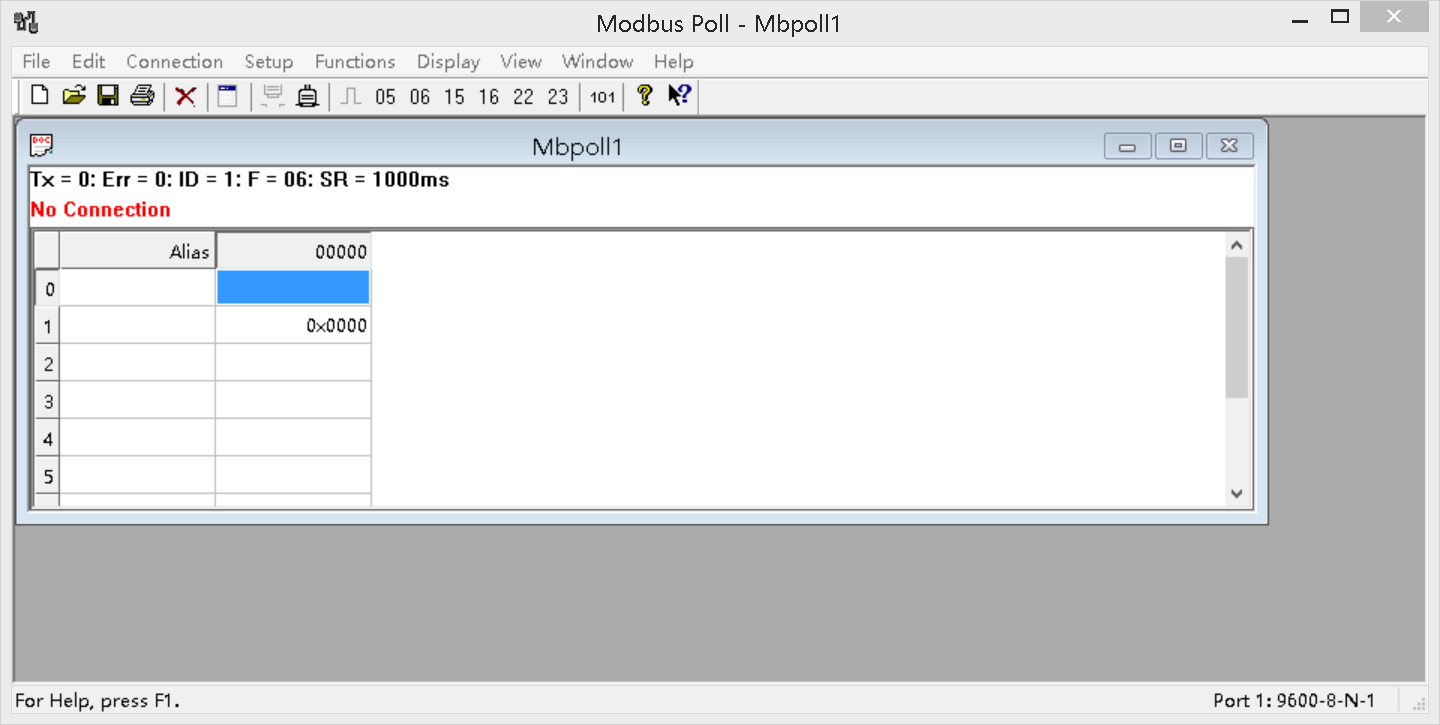 Modbus Poll - Mbpoll1
File Edit Connection Setup Functions Display View Window Help
05 06 15 16 22 23 101
DOC
Mbpoll1
Tx = 0: Err = 0: ID = 1: F = 06: SR = 1000ms
No Connection
Alias 00000
0
1 0x0000
2
3
4
5
For Help, press F1.
Port 1: 9600-8-N-1